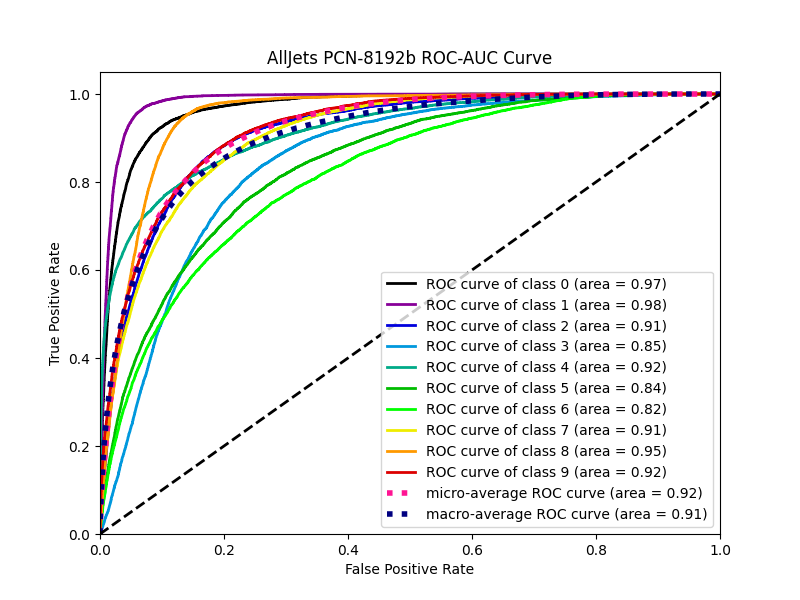 AllJets PCN-8192b ROC-AUC Curve
True Positive Rate
1.0
0.8
0.6
0.4
0.2
0.0
ROC curve of class 0 (area = 0.97)
ROC curve of class 1 (area = 0.98)
ROC curve of class 2 (area = 0.91)
ROC curve of class 3 (area = 0.85)
ROC curve of class 4 (area = 0.92)
ROC curve of class 5 (area = 0.84)
ROC curve of class 6 (area = 0.82)
ROC curve of class 7 (area = 0.91)
ROC curve of class 8 (area = 0.95)
ROC curve of class 9 (area = 0.92)
micro-average ROC curve (area = 0.92)
macro-average ROC curve (area = 0.91)
0.0 0.2 0.4 0.6 0.8 1.0
False Positive Rate